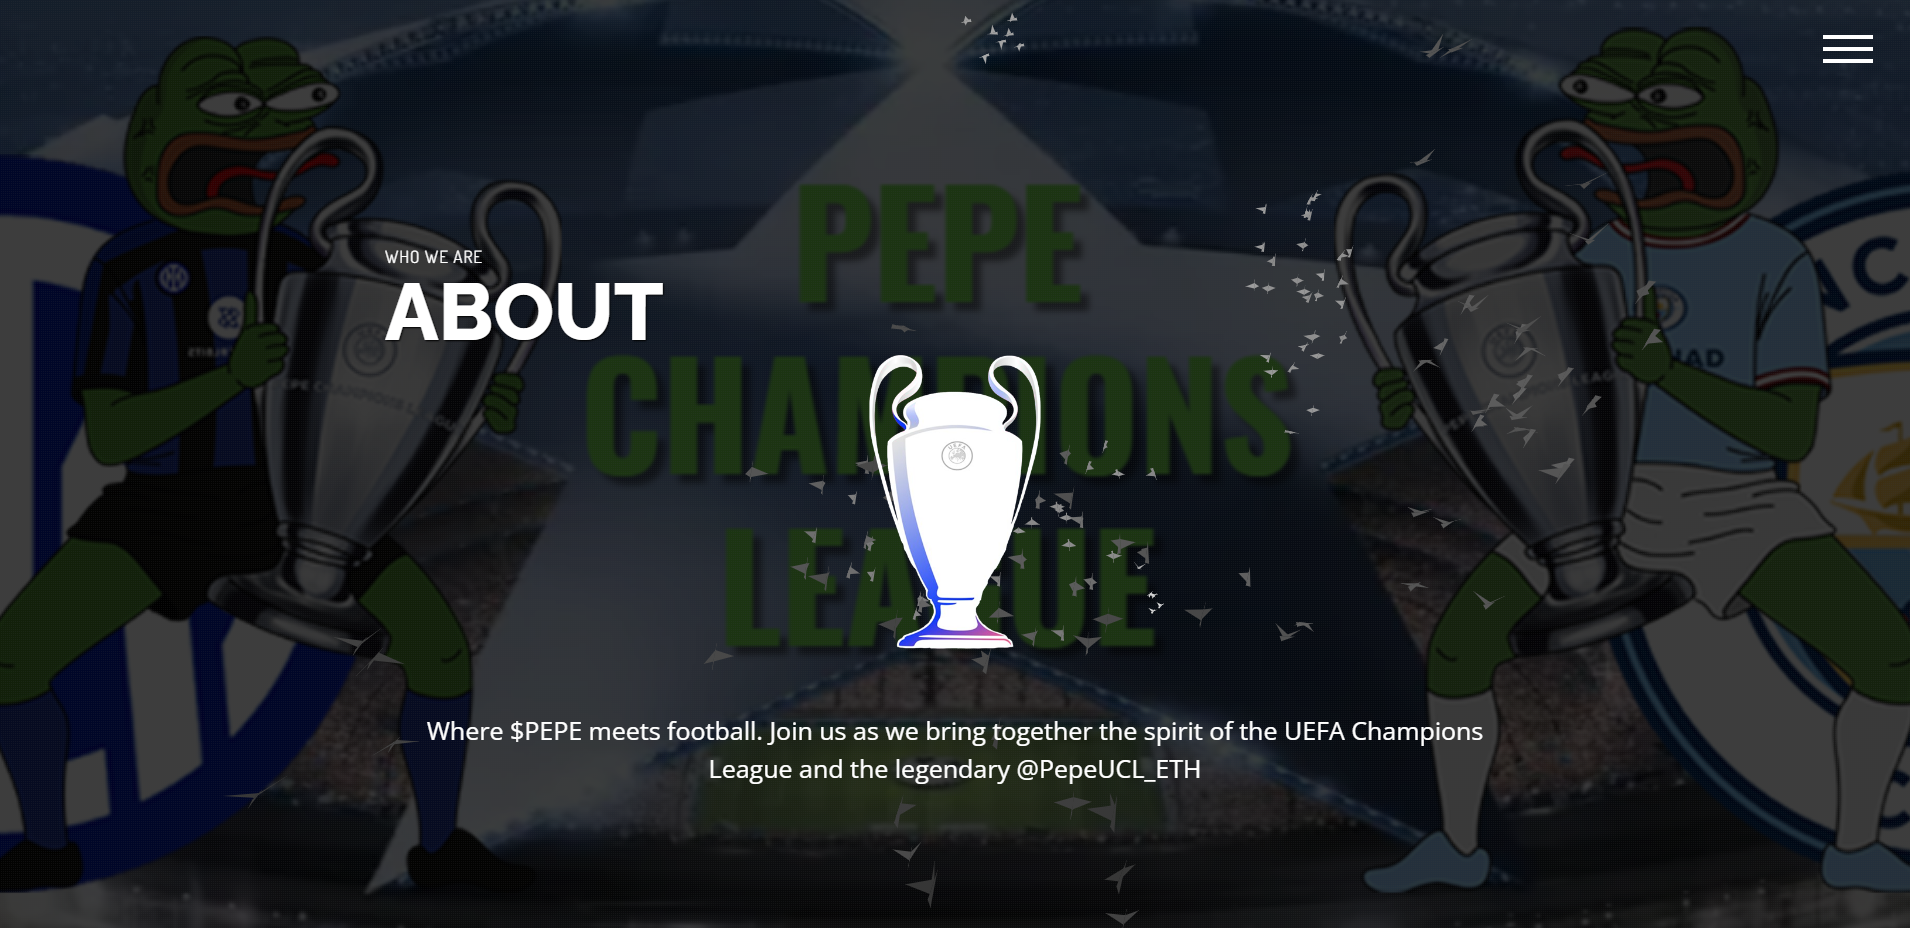 WHO WE ARE
ABOUT
PEPE
CHAMPIONS
LEAGUE
Where $PEPE meets football. Join us as we bring together the spirit of the UEFA Champions
League and the legendary @PepeUCL_ETH